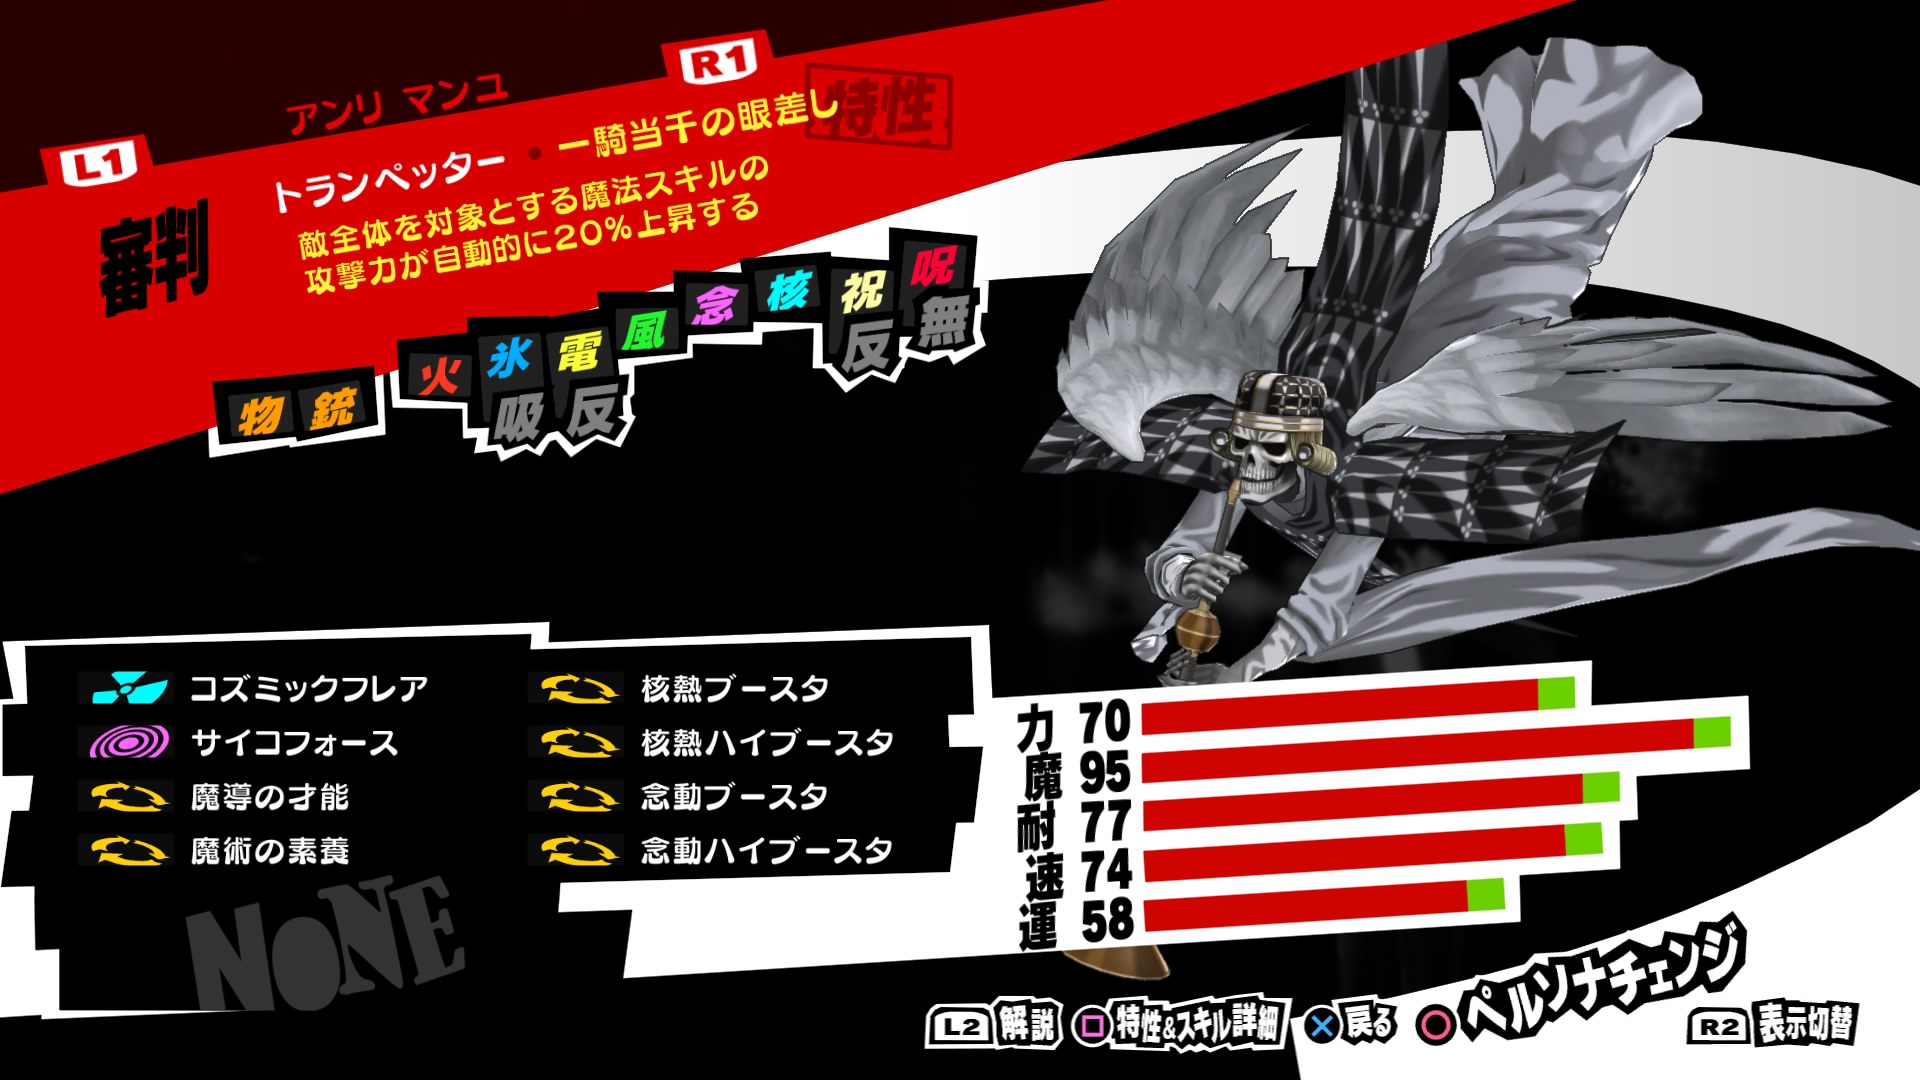 アンリ マンユ
R1
特性
L1
トランペッター・一騎当千の眼差し
敵全体を対象とする魔法スキルの
攻撃力が自動的に20%上昇する
審判
物 銃 火 氷 電 風 念 核 祝 呪
吸 反 反 無
コズミックフレア 核熱ブースタ
サイコフォース 核熱ハイブースタ
魔導の才能 念動ブースタ
魔術の素養 念動ハイブースタ
NONE
力 70
魔 95
耐 77
速 74
運 58
L2 解説 特性&スキル詳細 戻る ペルソナチェンジ R2 表示切替